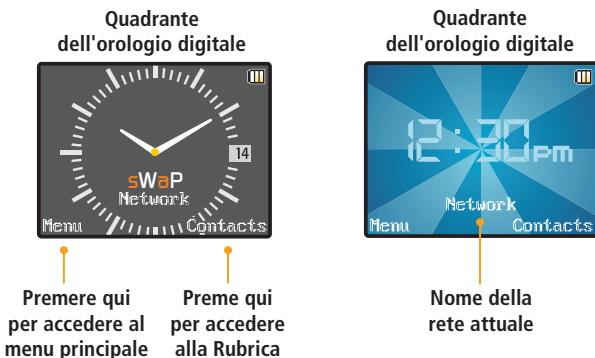 Quadrante
dell'orologio digitale
14
sWaP
Network
Menu
Contacts
Premere qui
per accedere al
menu principale
Preme qui
per accedere
alla Rubrica
Quadrante
dell'orologio digitale
12:30pm
Network
Menu
Contacts
Nome della
rete attuale